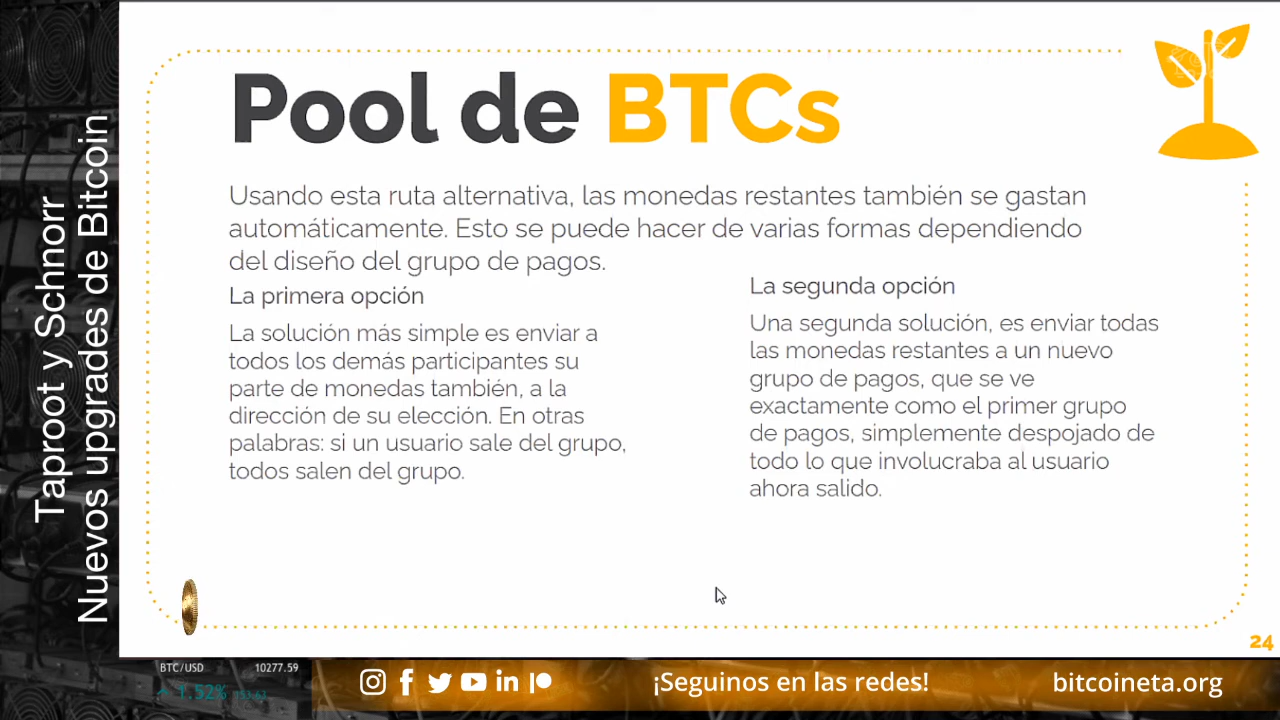 Taproot y Schnorr
Nuevos upgrades de Bitcoin
Pool de BTCs
Usando esta ruta alternativa, las monedas restantes también se gastan
automáticamente. Esto se puede hacer de varias formas dependiendo
del diseño del grupo de pagos.
La primera opción
La solución más simple es enviar a
todos los demás participantes su
parte de monedas también, a la
dirección de su elección. En otras
palabras: si un usuario sale del grupo,
todos salen del grupo.
La segunda opción
Una segunda solución, es enviar todas
las monedas restantes a un nuevo
grupo de pagos, que se ve
exactamente como el primer grupo
de pagos, simplemente despojado de
todo lo que involucraba al usuario
ahora salido.
24
BTC/USD 10277.59
1.52% 153.61
¡Seguinos en las redes!
bitcoineta.org